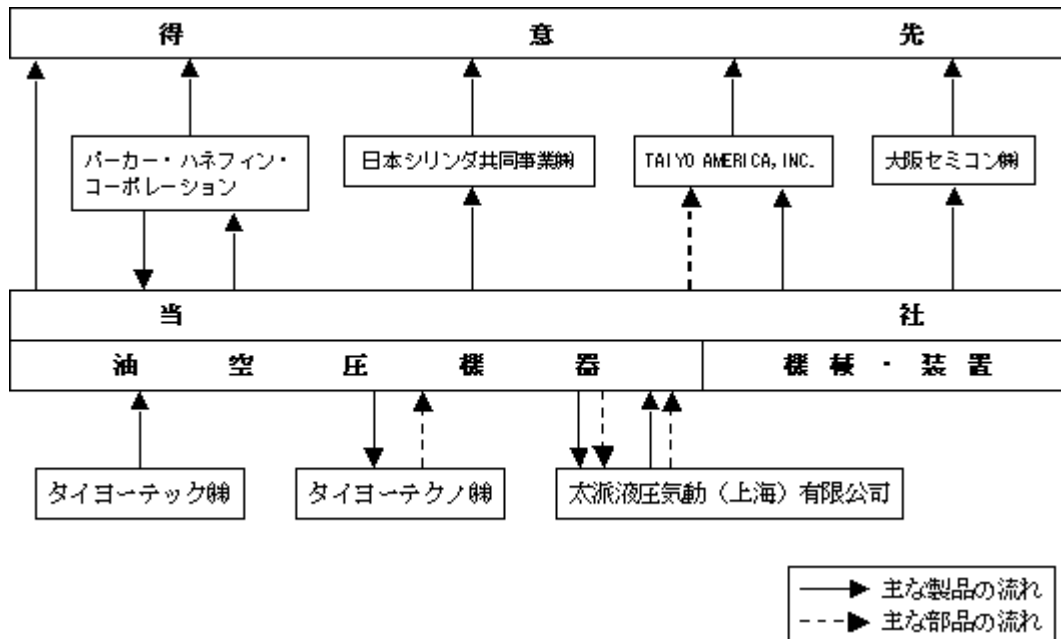 得意先
パーカー・ハネフィン・
コーポレーション
日本シリンダ共同事業㈱
TAIYO AMERICA, INC.
大阪セミコン㈱
当社
油空圧機器
機械・装置
タイヨーテック㈱
タイヨーテクノ㈱
太派液圧気動（上海）有限公司
主な製品の流れ
主な部品の流れ